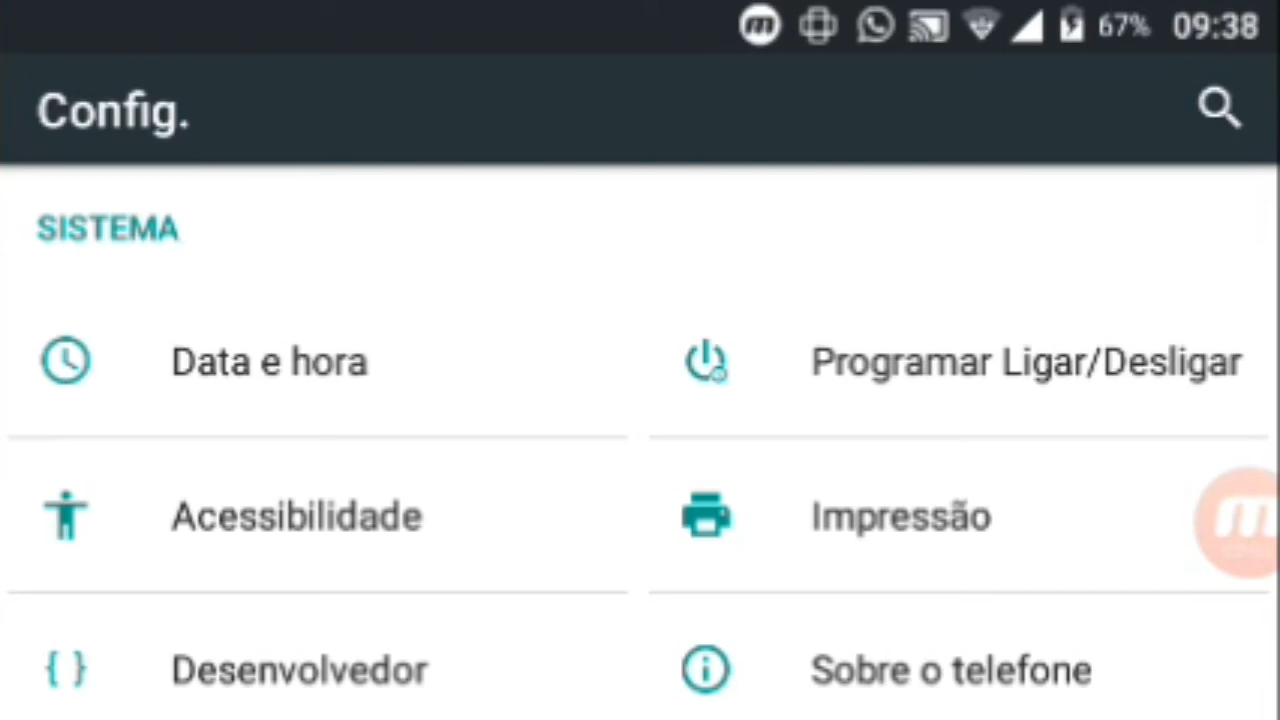 67% 09:38
Config.
SISTEMA
Data e hora
Programar Ligar/Desligar
Acessibilidade
Impressão
Desenvolvedor
Sobre o telefone